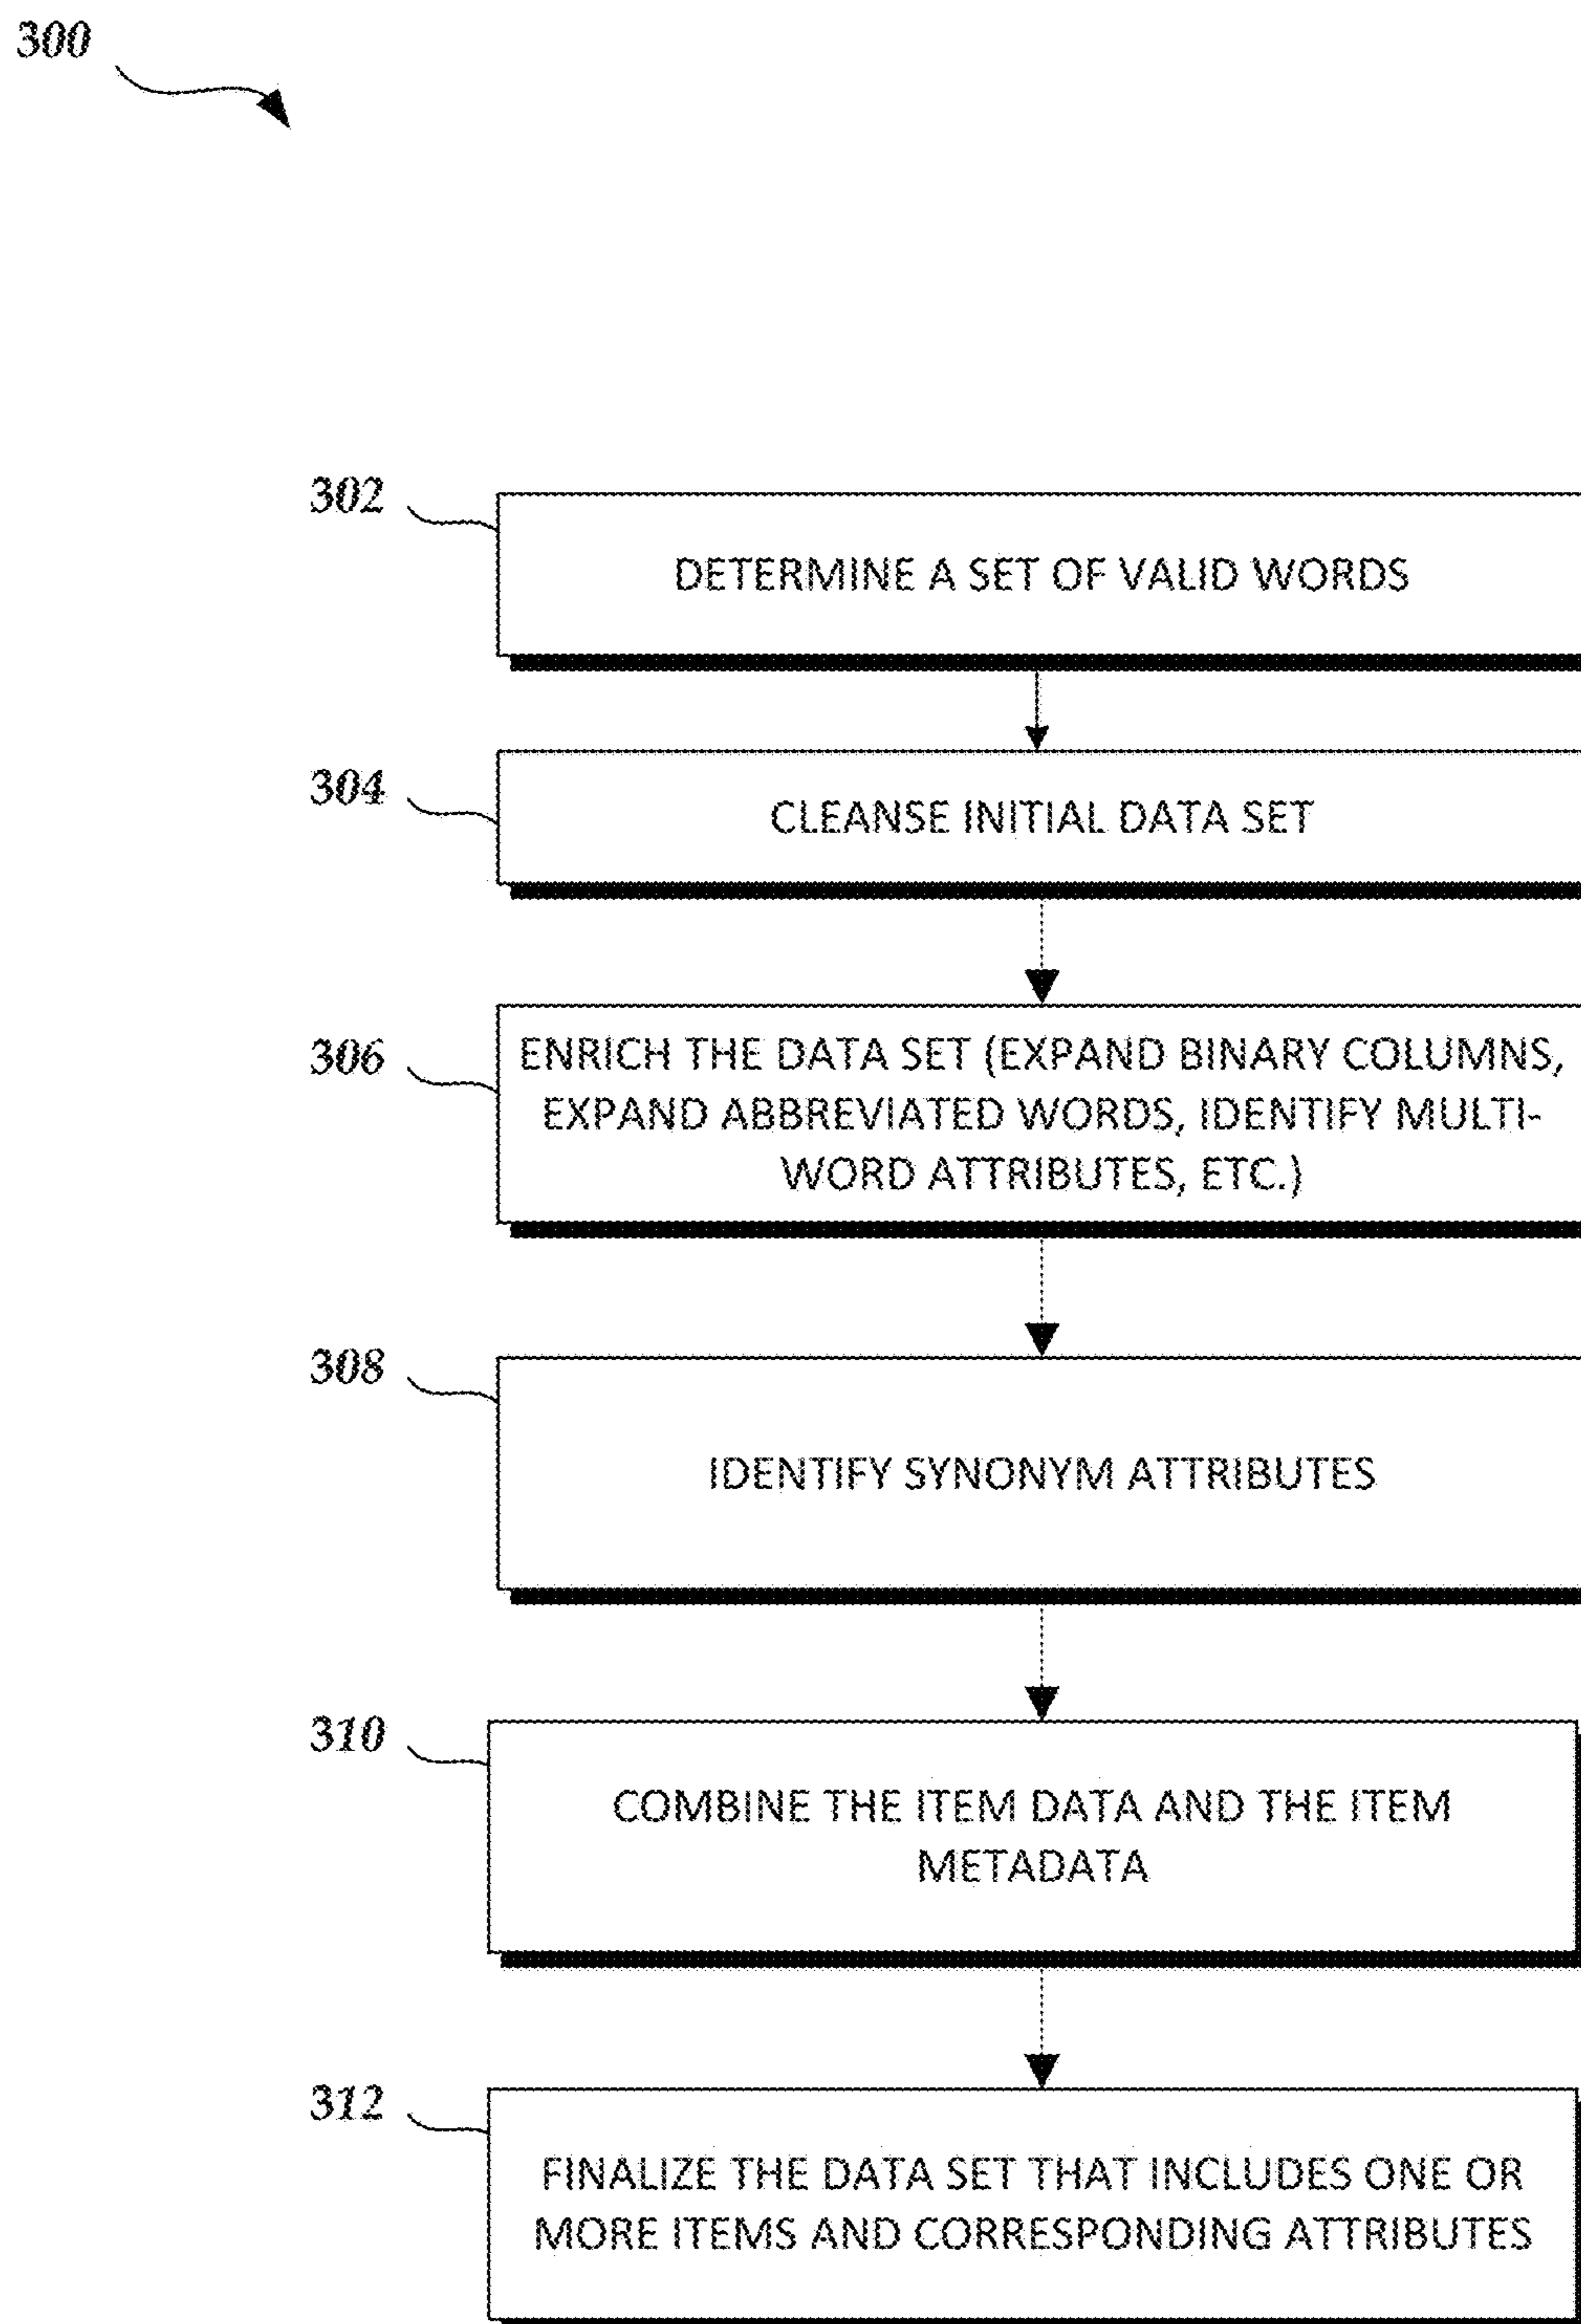 300
302
DETERMINE A SET OF VALID WORDS
304
CLEANSE INITIAL DATA SET
306
ENRICH THE DATA SET (EXPAND BINARY COLUMNS,
EXPAND ABBREVIATED WORDS, IDENTIFY MULTI-
WORD ATTRIBUTES, ETC.)
308
IDENTIFY SYNONYM ATTRIBUTES
310
COMBINE THE ITEM DATA AND THE ITEM
METADATA
312
FINALIZE THE DATA SET THAT INCLUDES ONE OR
MORE ITEMS AND CORRESPONDING ATTRIBUTES